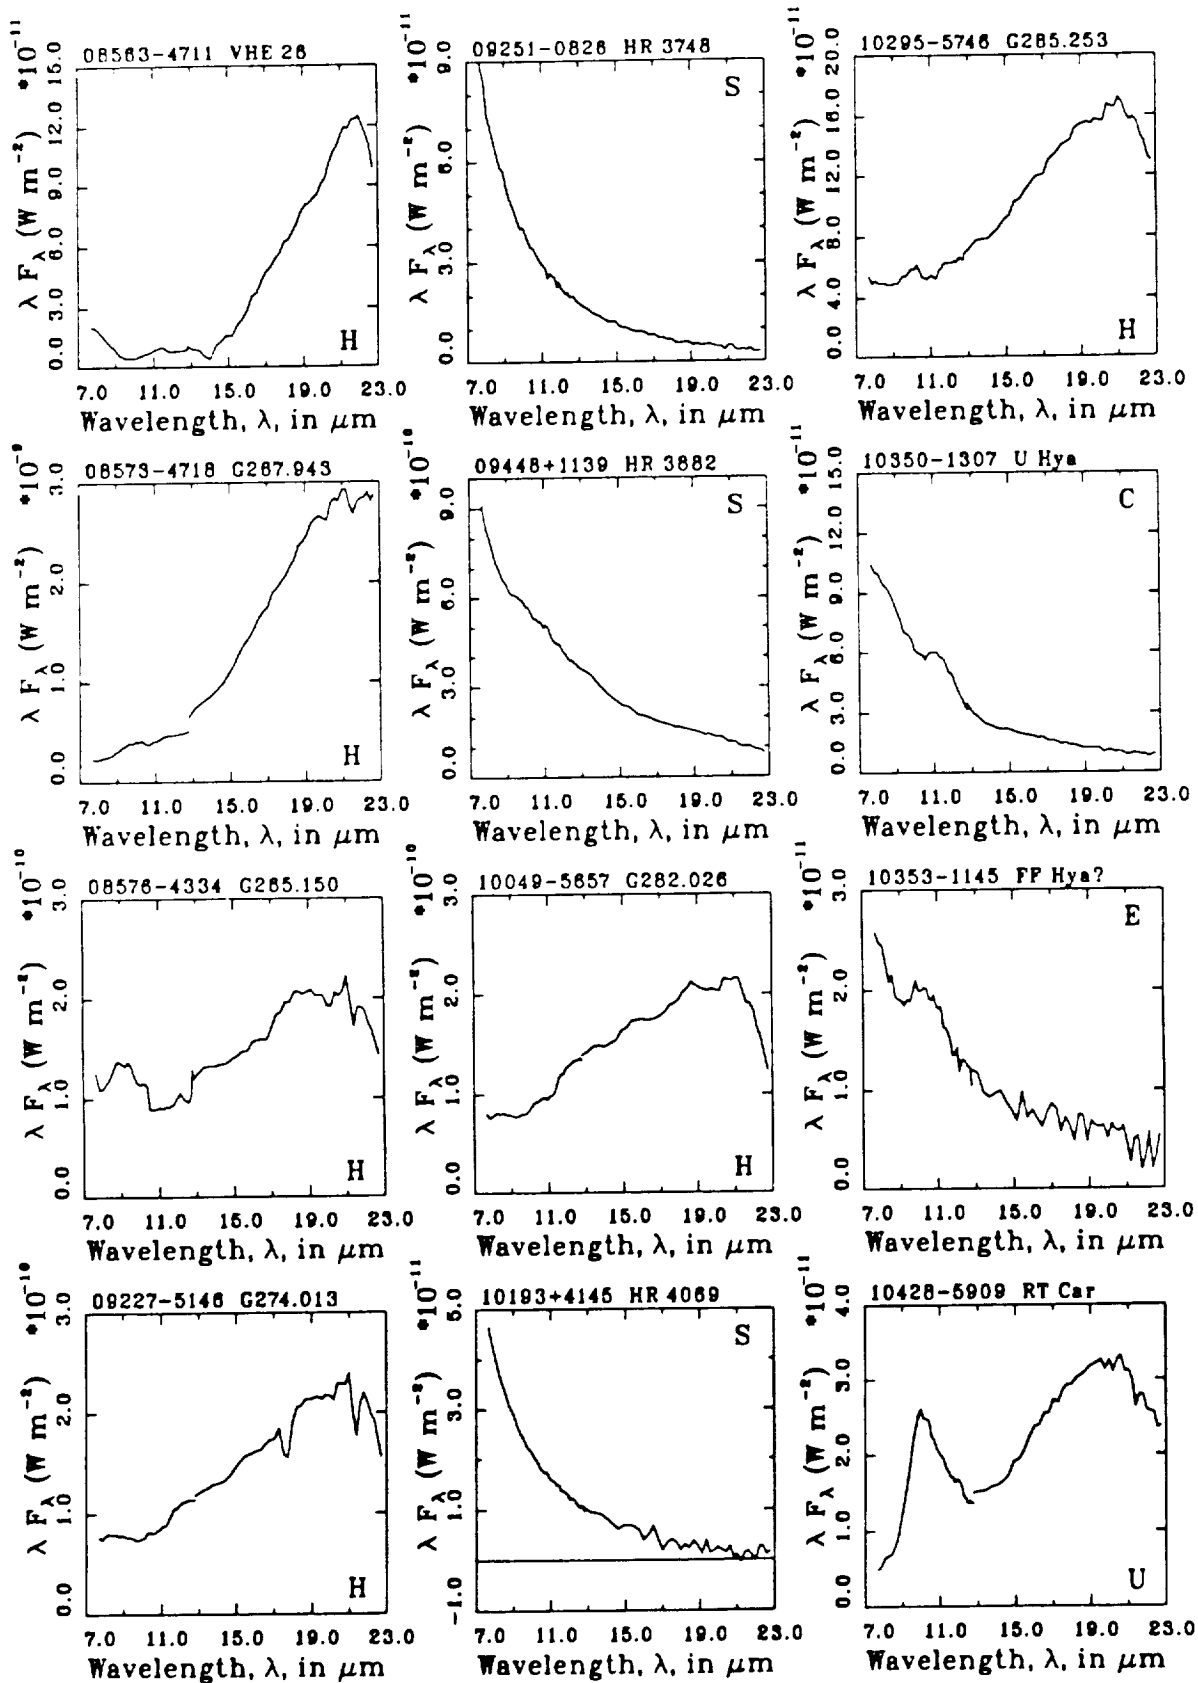 08563-4711 VHE 26
*10⁻¹¹
λ F_λ (W m⁻²)
15.0
12.0
9.0
6.0
3.0
0.0
H
7.0 11.0 15.0 19.0 23.0
Wavelength, λ, in μm
09251-0826 HR 3748
*10⁻¹¹
λ F_λ (W m⁻²)
9.0
6.0
3.0
0.0
S
7.0 11.0 15.0 19.0 23.0
Wavelength, λ, in μm
10295-5746 G285.253
*10⁻¹¹
λ F_λ (W m⁻²)
20.0
16.0
12.0
8.0
4.0
0.0
H
7.0 11.0 15.0 19.0 23.0
Wavelength, λ, in μm
08573-4718 G267.943
*10⁻⁹
λ F_λ (W m⁻²)
3.0
2.0
1.0
0.0
H
7.0 11.0 15.0 19.0 23.0
Wavelength, λ, in μm
09448+1139 HR 3882
*10⁻¹⁰
λ F_λ (W m⁻²)
9.0
6.0
3.0
0.0
S
7.0 11.0 15.0 19.0 23.0
Wavelength, λ, in μm
10350-1307 U Hya
*10⁻¹¹
λ F_λ (W m⁻²)
15.0
12.0
9.0
6.0
3.0
0.0
C
7.0 11.0 15.0 19.0 23.0
Wavelength, λ, in μm
08576-4334 G265.150
*10⁻¹⁰
λ F_λ (W m⁻²)
3.0
2.0
1.0
0.0
H
7.0 11.0 15.0 19.0 23.0
Wavelength, λ, in μm
10049-5657 G282.026
*10⁻¹⁰
λ F_λ (W m⁻²)
3.0
2.0
1.0
0.0
H
7.0 11.0 15.0 19.0 23.0
Wavelength, λ, in μm
10353-1145 FF Hya?
*10⁻¹¹
λ F_λ (W m⁻²)
3.0
2.0
1.0
0.0
E
7.0 11.0 15.0 19.0 23.0
Wavelength, λ, in μm
09227-5146 G274.013
*10⁻¹⁰
λ F_λ (W m⁻²)
3.0
2.0
1.0
0.0
H
7.0 11.0 15.0 19.0 23.0
Wavelength, λ, in μm
10193+4145 HR 4069
*10⁻¹¹
λ F_λ (W m⁻²)
5.0
3.0
1.0
-1.0
S
7.0 11.0 15.0 19.0 23.0
Wavelength, λ, in μm
10428-5909 RT Car
*10⁻¹¹
λ F_λ (W m⁻²)
4.0
3.0
2.0
1.0
0.0
U
7.0 11.0 15.0 19.0 23.0
Wavelength, λ, in μm